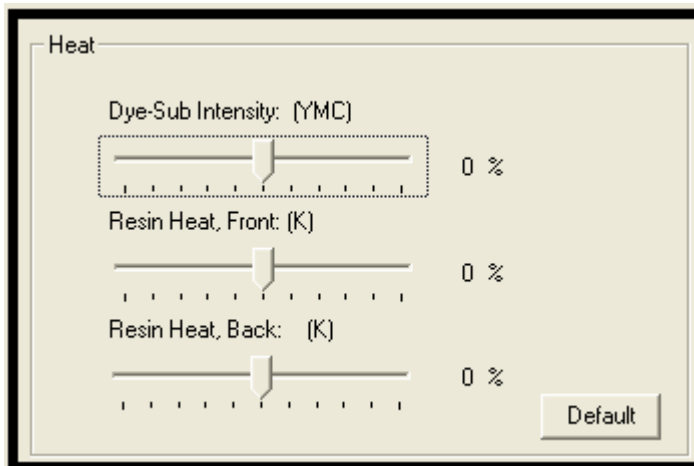 Heat
Dye-Sub Intensity: (YMC)
0 %
Resin Heat, Front: (K)
0 %
Resin Heat, Back: (K)
0 %
Default